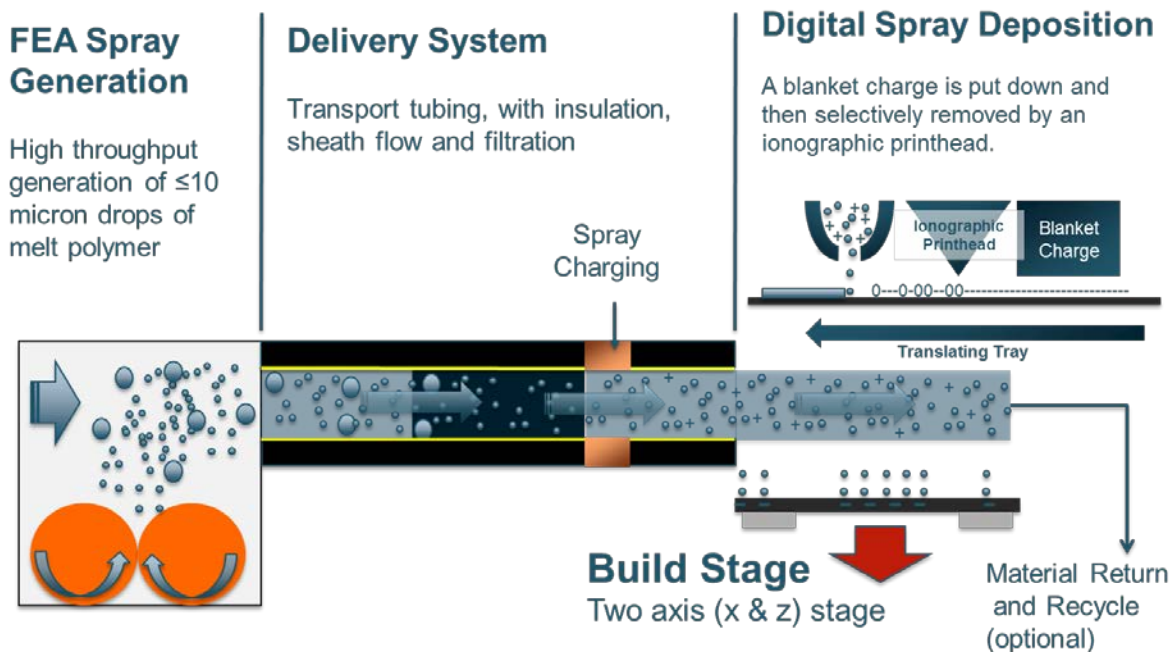 FEA Spray
Generation
High throughput
generation of ≤10
micron drops of
melt polymer
Delivery System
Transport tubing, with insulation,
sheath flow and filtration
Spray
Charging
Digital Spray Deposition
A blanket charge is put down and
then selectively removed by an
ionographic printhead.
Ionographic
Printhead
Blanket
Charge
Translating Tray
Build Stage
Two axis (x & z) stage
Material Return
and Recycle
(optional)